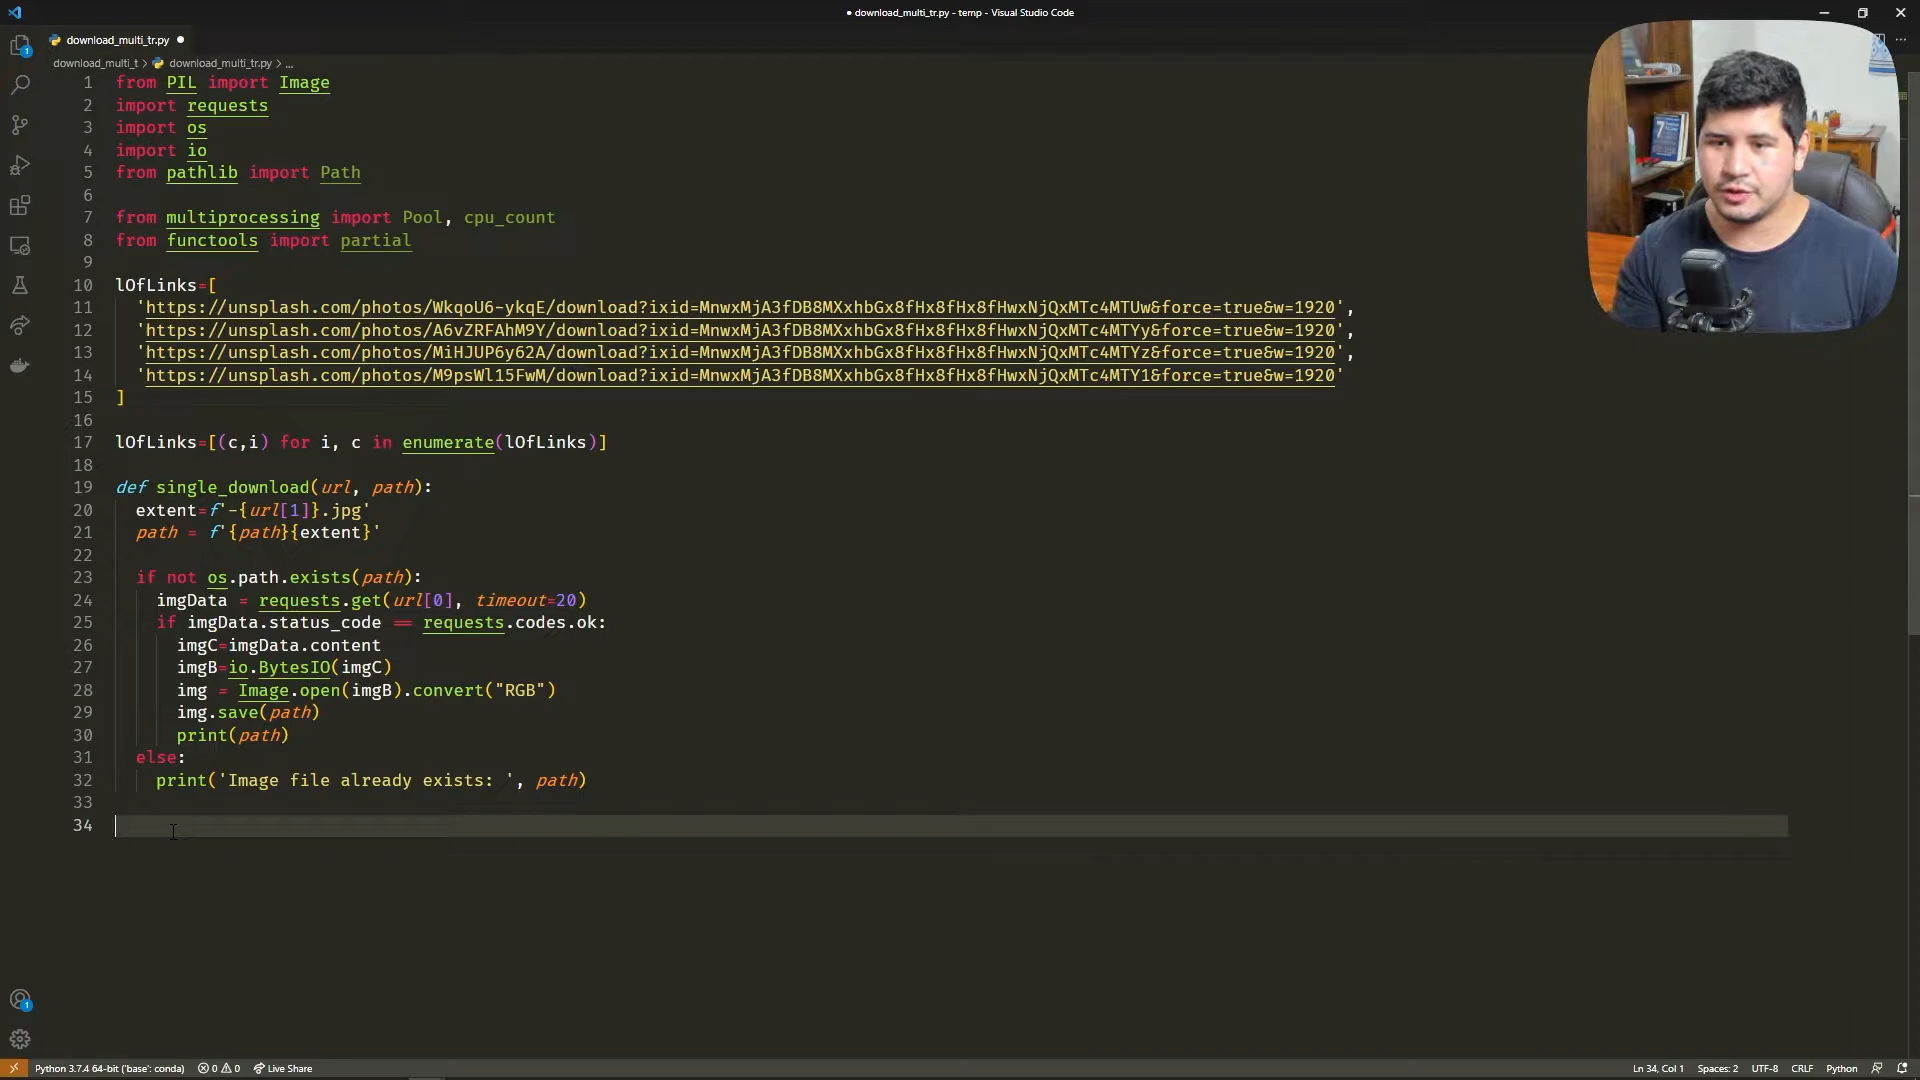 ● download_multi_tr.py - temp - Visual Studio Code
download_multi_tr.py ●
download_multi_t > download_multi_tr.py > ...
1 from PIL import Image
2 import requests
3 import os
4 import io
5 from pathlib import Path
6
7 from multiprocessing import Pool, cpu_count
8 from functools import partial
9
10 lOfLinks=[
11 'https://unsplash.com/photos/WkqoU6-ykqE/download?ixid=MnwxMjA3fDB8MXxhbGx8fHx8fHx8fHwxNjQxMTc4MTUw&force=true&w=1920',
12 'https://unsplash.com/photos/A6vZRFAhM9Y/download?ixid=MnwxMjA3fDB8MXxhbGx8fHx8fHx8fHwxNjQxMTc4MTYy&force=true&w=1920',
13 'https://unsplash.com/photos/MiHJUP6y62A/download?ixid=MnwxMjA3fDB8MXxhbGx8fHx8fHx8fHwxNjQxMTc4MTYz&force=true&w=1920',
14 'https://unsplash.com/photos/M9psWl15FwM/download?ixid=MnwxMjA3fDB8MXxhbGx8fHx8fHx8fHwxNjQxMTc4MTY1&force=true&w=1920'
15 ]
16
17 lOfLinks=[(c,i) for i, c in enumerate(lOfLinks)]
18
19 def single_download(url, path):
20 extent=f'-{url[1]}.jpg'
21 path = f'{path}{extent}'
22
23 if not os.path.exists(path):
24 imgData = requests.get(url[0], timeout=20)
25 if imgData.status_code == requests.codes.ok:
26 imgC=imgData.content
27 imgB=io.BytesIO(imgC)
28 img = Image.open(imgB).convert("RGB")
29 img.save(path)
30 print(path)
31 else:
32 print('Image file already exists: ', path)
33
34
Python 3.7.4 64-bit ('base': conda) 0 0 Live Share Ln 34, Col 1 Spaces: 2 UTF-8 CRLF Python